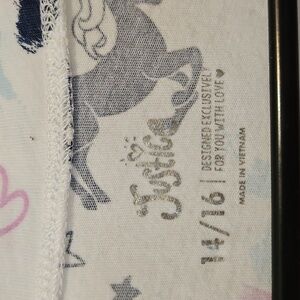 Justice
14/16
DESIGNED EXCLUSIVELY
FOR YOU WITH LOVE
MADE IN VIETNAM